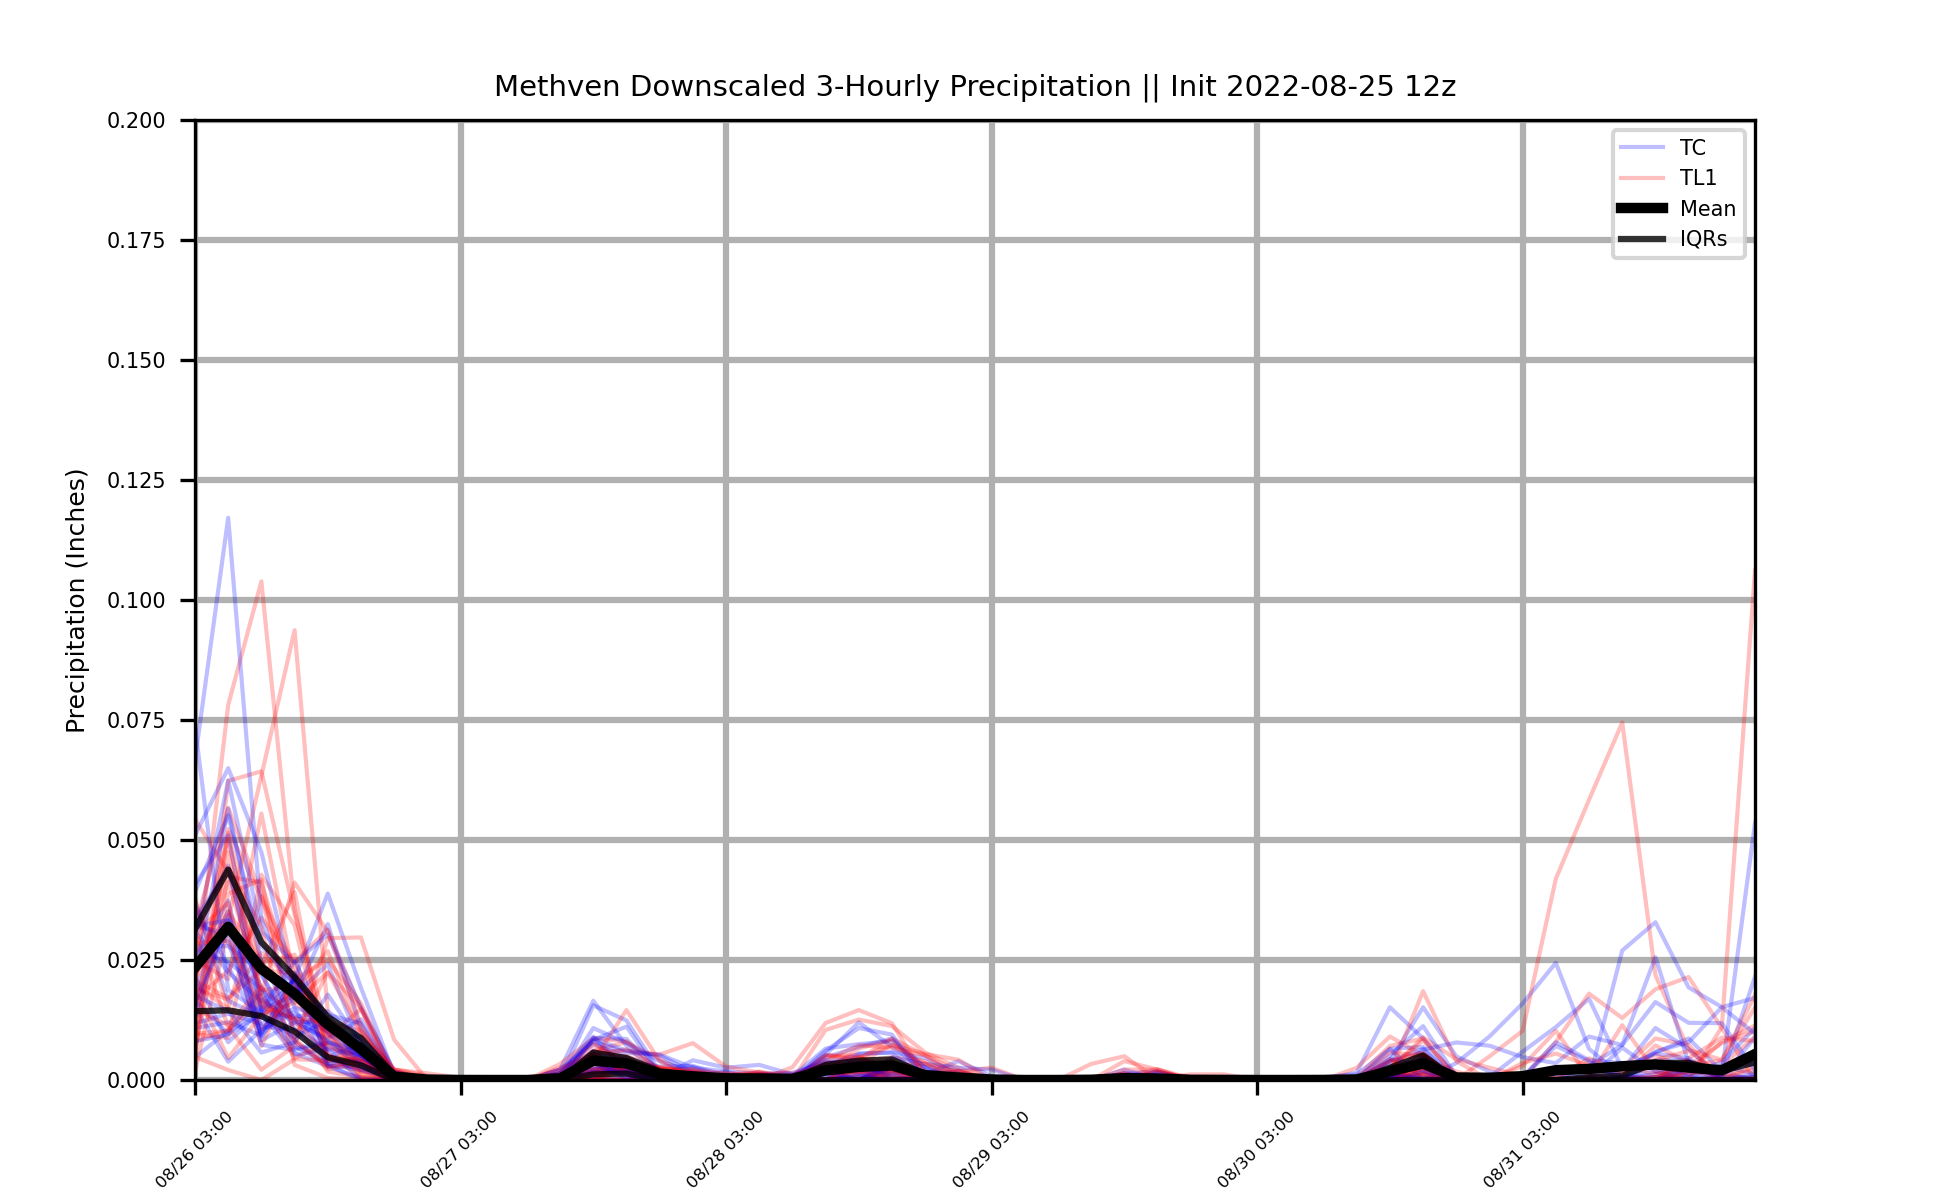 Methven Downscaled 3-Hourly Precipitation || Init 2022-08-25 12z
TC
TL1
Mean
IQRs
Precipitation (Inches)
0.200
0.175
0.150
0.125
0.100
0.075
0.050
0.025
0.000
08/26 03:00
08/27 03:00
08/28 03:00
08/29 03:00
08/30 03:00
08/31 03:00